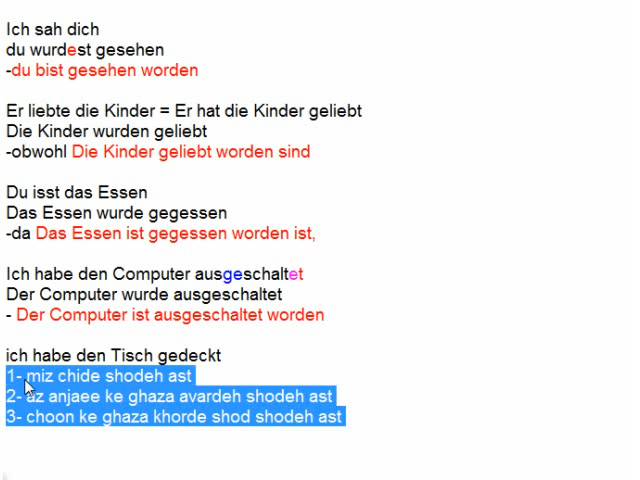 Ich sah dich
du wurdest gesehen
-du bist gesehen worden
Er liebte die Kinder = Er hat die Kinder geliebt
Die Kinder wurden geliebt
-obwohl Die Kinder geliebt worden sind
Du isst das Essen
Das Essen wurde gegessen
-da Das Essen ist gegessen worden ist,
Ich habe den Computer ausgeschaltet
Der Computer wurde ausgeschaltet
- Der Computer ist ausgeschaltet worden
ich habe den Tisch gedeckt
1- miz chide shodeh ast
2- az anjaee ke ghaza avardeh shodeh ast
3- choon ke ghaza khorde shod shodeh ast